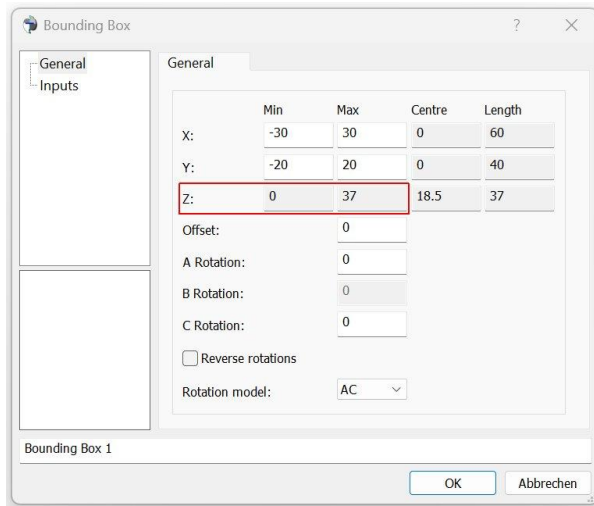 Bounding Box ?
General
Inputs
General
Min Max Centre Length
X: -30 30 0 60
Y: -20 20 0 40
Z: 0 37 18.5 37
Offset: 0
A Rotation: 0
B Rotation: 0
C Rotation: 0
Reverse rotations
Rotation model: AC
Bounding Box 1
OK Abbrechen